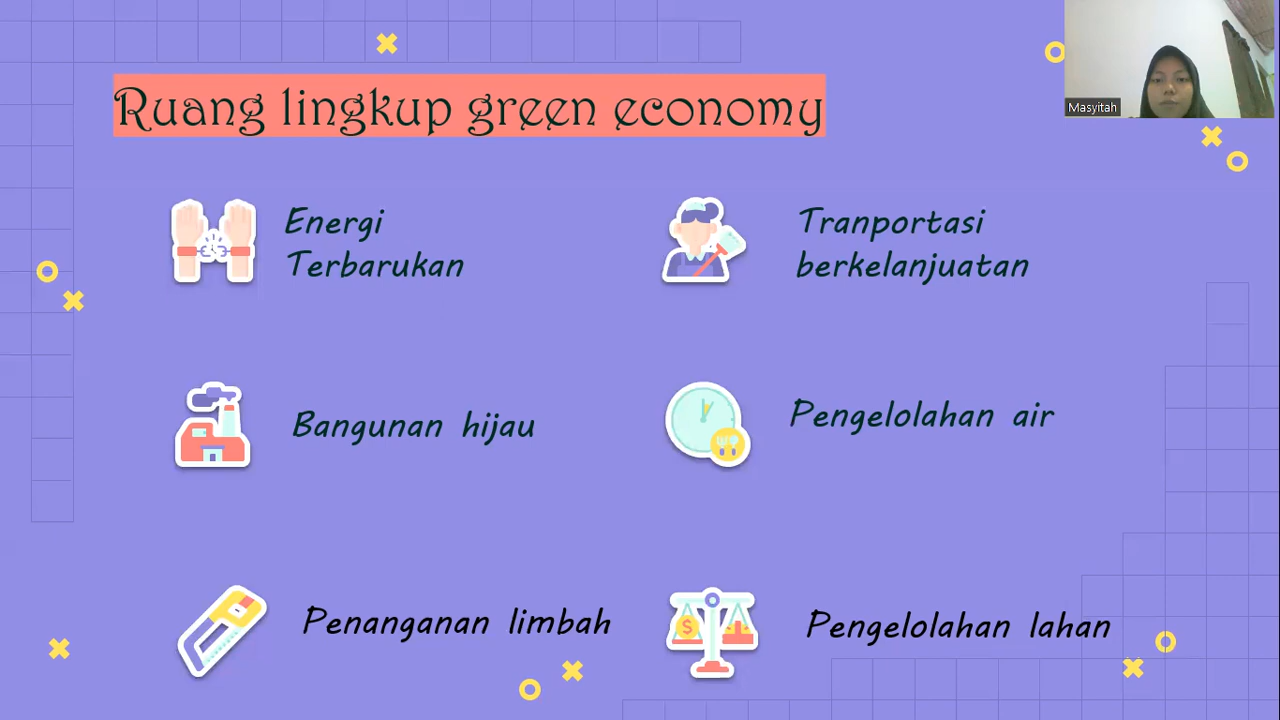 Ruang lingkup green economy
Masyitah
Energi
Terbarukan
Tranportasi
berkelanjuatan
Bangunan hijau
Pengelolahan air
Penanganan limbah
Pengelolahan lahan